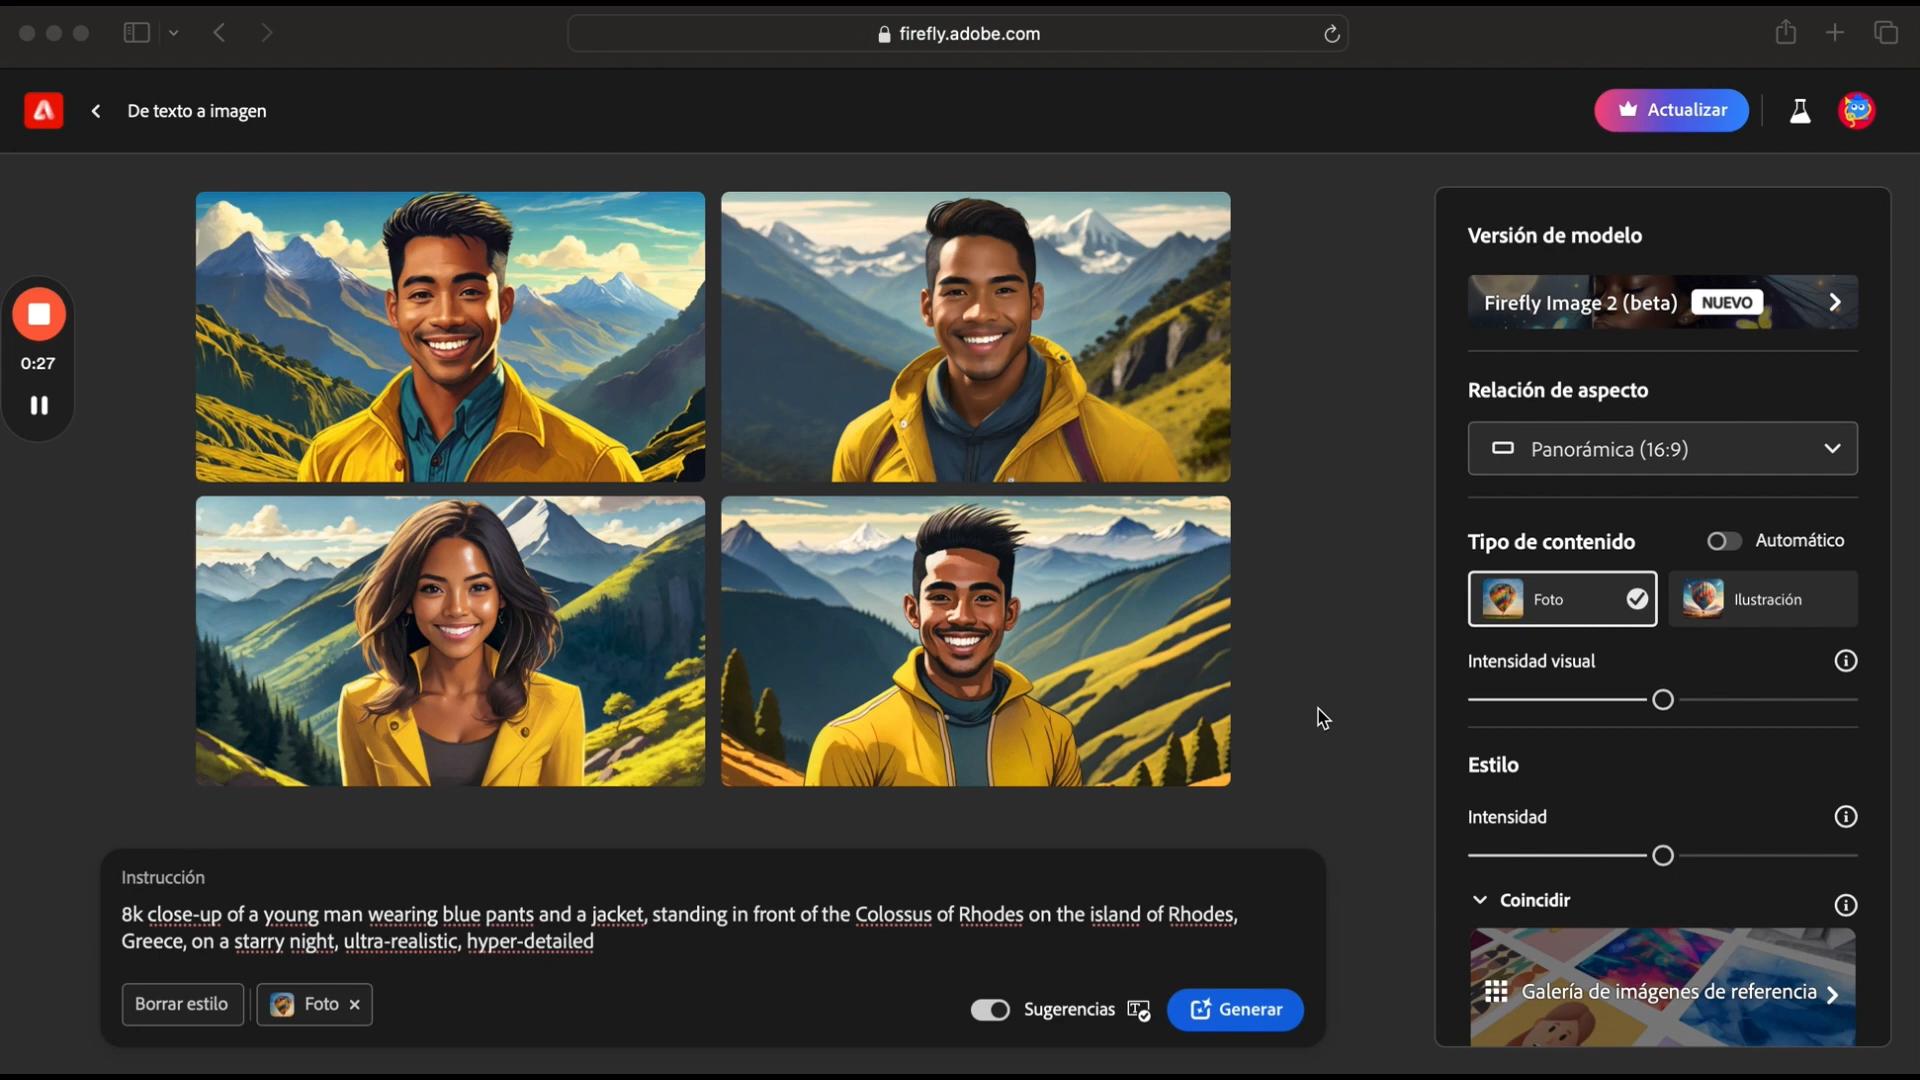 firefly.adobe.com
De texto a imagen
Actualizar
0:27
Versión de modelo
Firefly Image 2 (beta) NUEVO
Relación de aspecto
Panorámica (16:9)
Tipo de contenido
Automático
Foto
Ilustración
Intensidad visual
Estilo
Intensidad
Coincidir
Galería de imágenes de referencia
Instrucción
8k close-up of a young man wearing blue pants and a jacket, standing in front of the Colossus of Rhodes on the island of Rhodes,
Greece, on a starry night, ultra-realistic, hyper-detailed
Borrar estilo
Foto
Sugerencias
Generar